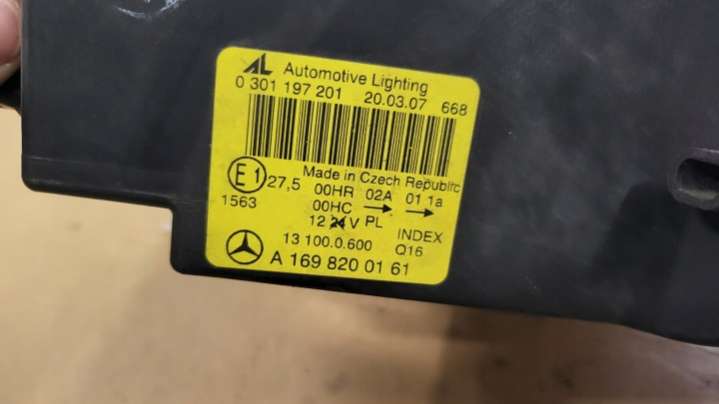 AL Automotive Lighting
0 301 197 201 20.03.07 668
Made in Czech Republic
E1 27,5 00HR 02A 01 1a
1563 00HC
12 24V PL INDEX
13 100.0.600 Q16
A 169 820 01 61